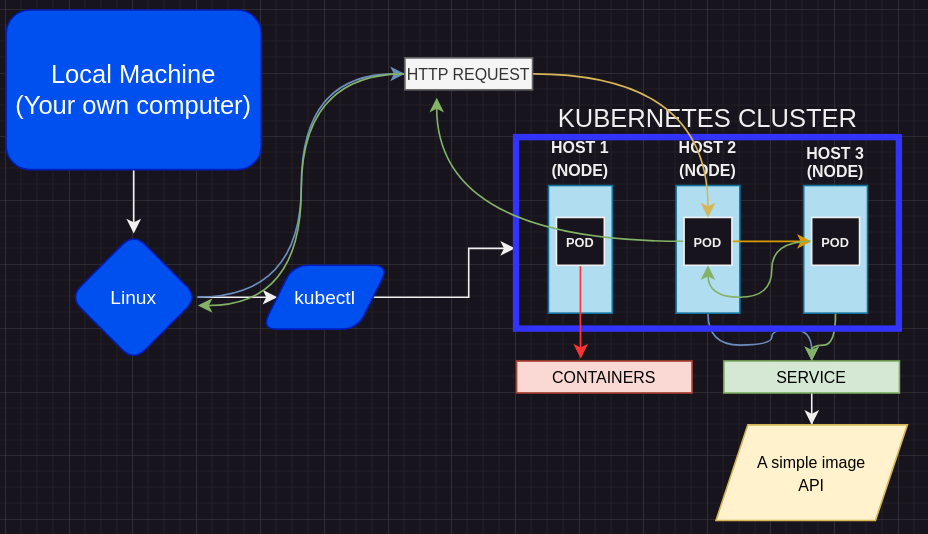 Local Machine
(Your own computer)
HTTP REQUEST
KUBERNETES CLUSTER
HOST 1
(NODE)
HOST 2
(NODE)
HOST 3
(NODE)
POD
POD
POD
Linux
kubectl
CONTAINERS
SERVICE
A simple image
API